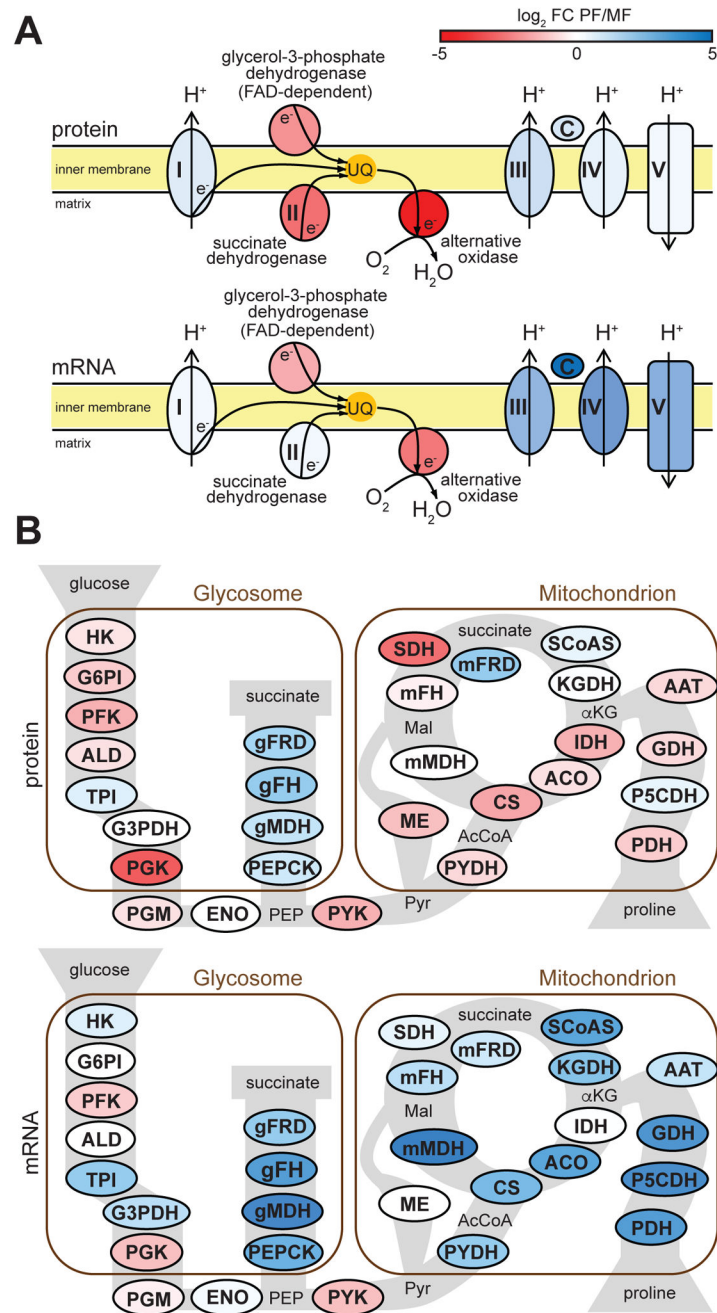 A
log2 FC PF/MF
-5 0 5
glycerol-3-phosphate
dehydrogenase
(FAD-dependent)
H+ H+ H+ H+
protein
e-
C
I
III IV V
inner membrane
UQ
e-
matrix
II
e-
e-
succinate
dehydrogenase
O2
H2O
alternative
oxidase
glycerol-3-phosphate
dehydrogenase
(FAD-dependent)
H+ H+ H+ H+
mRNA
e-
C
I
III IV V
inner membrane
UQ
e-
matrix
II
e-
e-
succinate
dehydrogenase
O2
H2O
alternative
oxidase
B
glucose
Glycosome
Mitochondrion
protein
HK
G6PI
PFK
ALD
TPI
G3PDH
PGK
PGM
ENO
PEP
PYK
succinate
gFRD
gFH
gMDH
PEPCK
succinate
SDH
mFRD
SCoAS
mFH
KGDH
AAT
Mal
αKG
IDH
GDH
mMDH
ACO
P5CDH
ME
CS
AcCoA
PDH
PYDH
Pyr
proline
glucose
Glycosome
Mitochondrion
mRNA
HK
G6PI
PFK
ALD
TPI
G3PDH
PGK
PGM
ENO
PEP
PYK
succinate
gFRD
gFH
gMDH
PEPCK
succinate
SDH
mFRD
SCoAS
mFH
KGDH
AAT
Mal
αKG
IDH
GDH
mMDH
ACO
P5CDH
ME
CS
AcCoA
PDH
PYDH
Pyr
proline